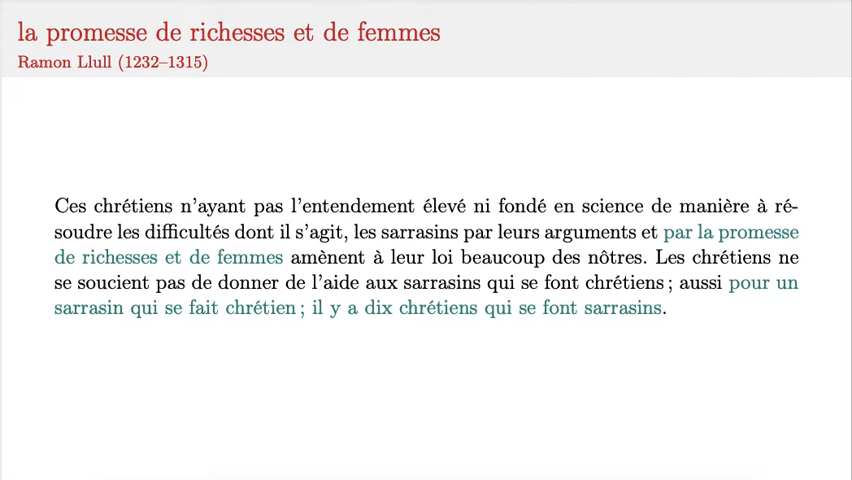 la promesse de richesses et de femmes
Ramon Llull (1232–1315)
Ces chrétiens n'ayant pas l'entendement élevé ni fondé en science de manière à ré-
soudre les difficultés dont il s'agit, les sarrasins par leurs arguments et par la promesse
de richesses et de femmes amènent à leur loi beaucoup des nôtres. Les chrétiens ne
se soucient pas de donner de l'aide aux sarrasins qui se font chrétiens ; aussi pour un
sarrasin qui se fait chrétien ; il y a dix chrétiens qui se font sarrasins.